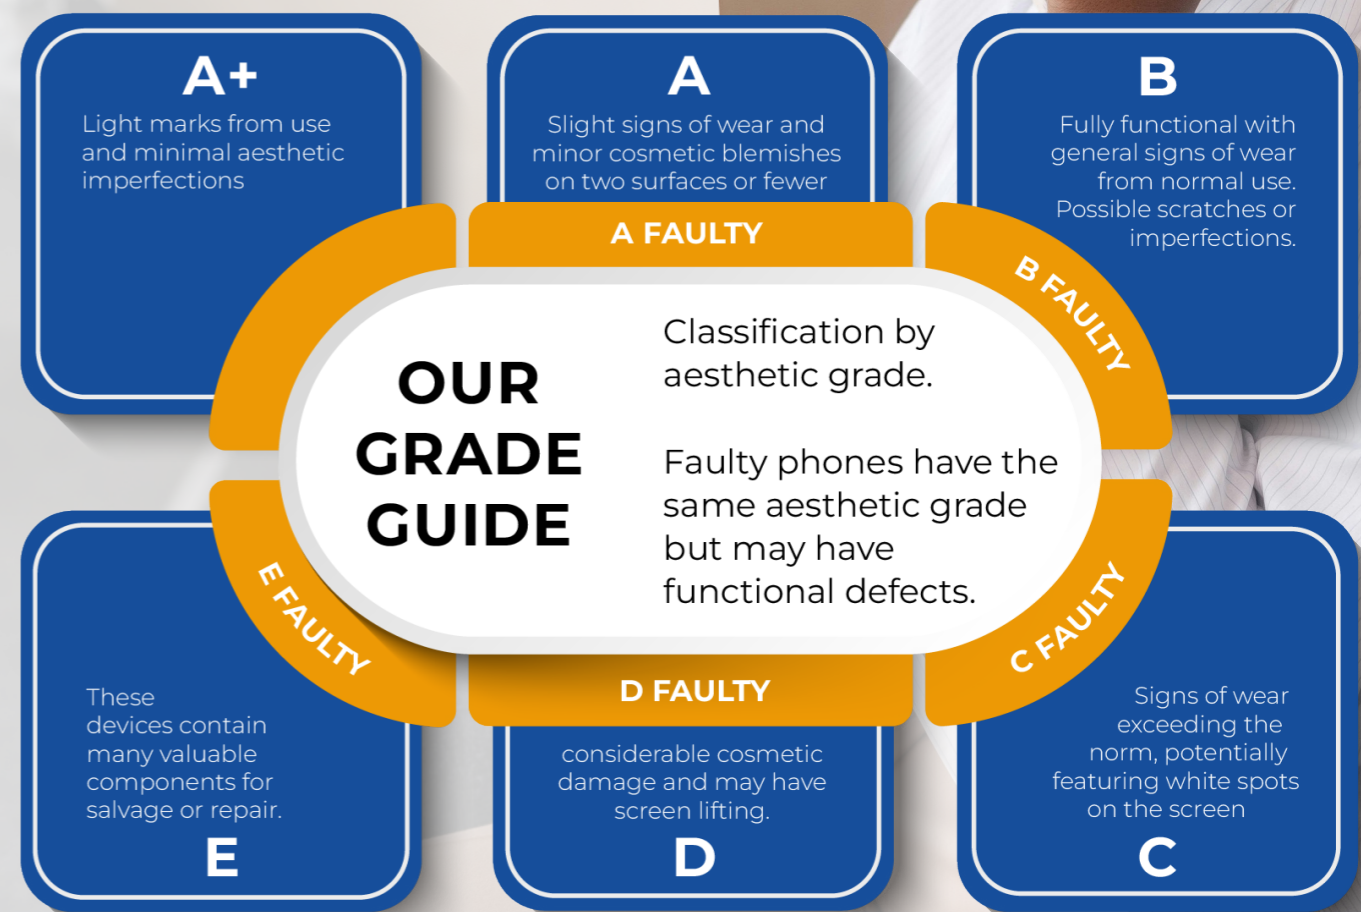 A+
Light marks from use
and minimal aesthetic
imperfections
A
Slight signs of wear and
minor cosmetic blemishes
on two surfaces or fewer
A FAULTY
B
Fully functional with
general signs of wear
from normal use.
Possible scratches or
imperfections.
B FAULTY
OUR
GRADE
GUIDE
Classification by
aesthetic grade.
Faulty phones have the
same aesthetic grade
but may have
functional defects.
E FAULTY
These
devices contain
many valuable
components for
salvage or repair.
E
D FAULTY
considerable cosmetic
damage and may have
screen lifting.
D
C FAULTY
Signs of wear
exceeding the
norm, potentially
featuring white spots
on the screen
C